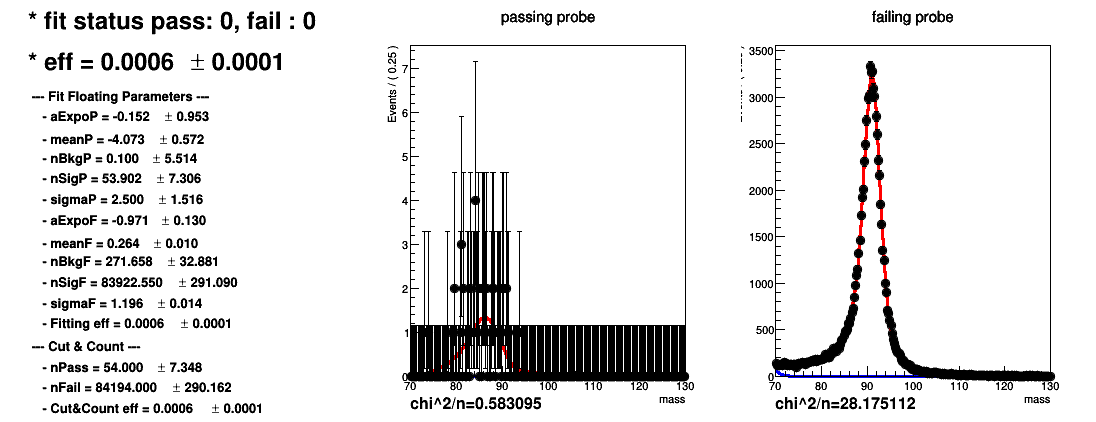 * fit status pass: 0, fail : 0
* eff = 0.0006 ± 0.0001
--- Fit Floating Parameters ---
- aExpoP = -0.152 ± 0.953
- meanP = -4.073 ± 0.572
- nBkgP = 0.100 ± 5.514
- nSigP = 53.902 ± 7.306
- sigmaP = 2.500 ± 1.516
- aExpoF = -0.971 ± 0.130
- meanF = 0.264 ± 0.010
- nBkgF = 271.658 ± 32.881
- nSigF = 83922.550 ± 291.090
- sigmaF = 1.196 ± 0.014
- Fitting eff = 0.0006 ± 0.0001
--- Cut & Count ---
- nPass = 54.000 ± 7.348
- nFail = 84194.000 ± 290.162
- Cut&Count eff = 0.0006 ± 0.0001
passing probe
Events / ( 0.25 )
7
6
5
4
3
2
1
0
70 80 90 100 110 120 130
mass
chi^2/n=0.583095
failing probe
3500
3000
2500
2000
1500
1000
500
0
70 80 90 100 110 120 130
mass
chi^2/n=28.175112